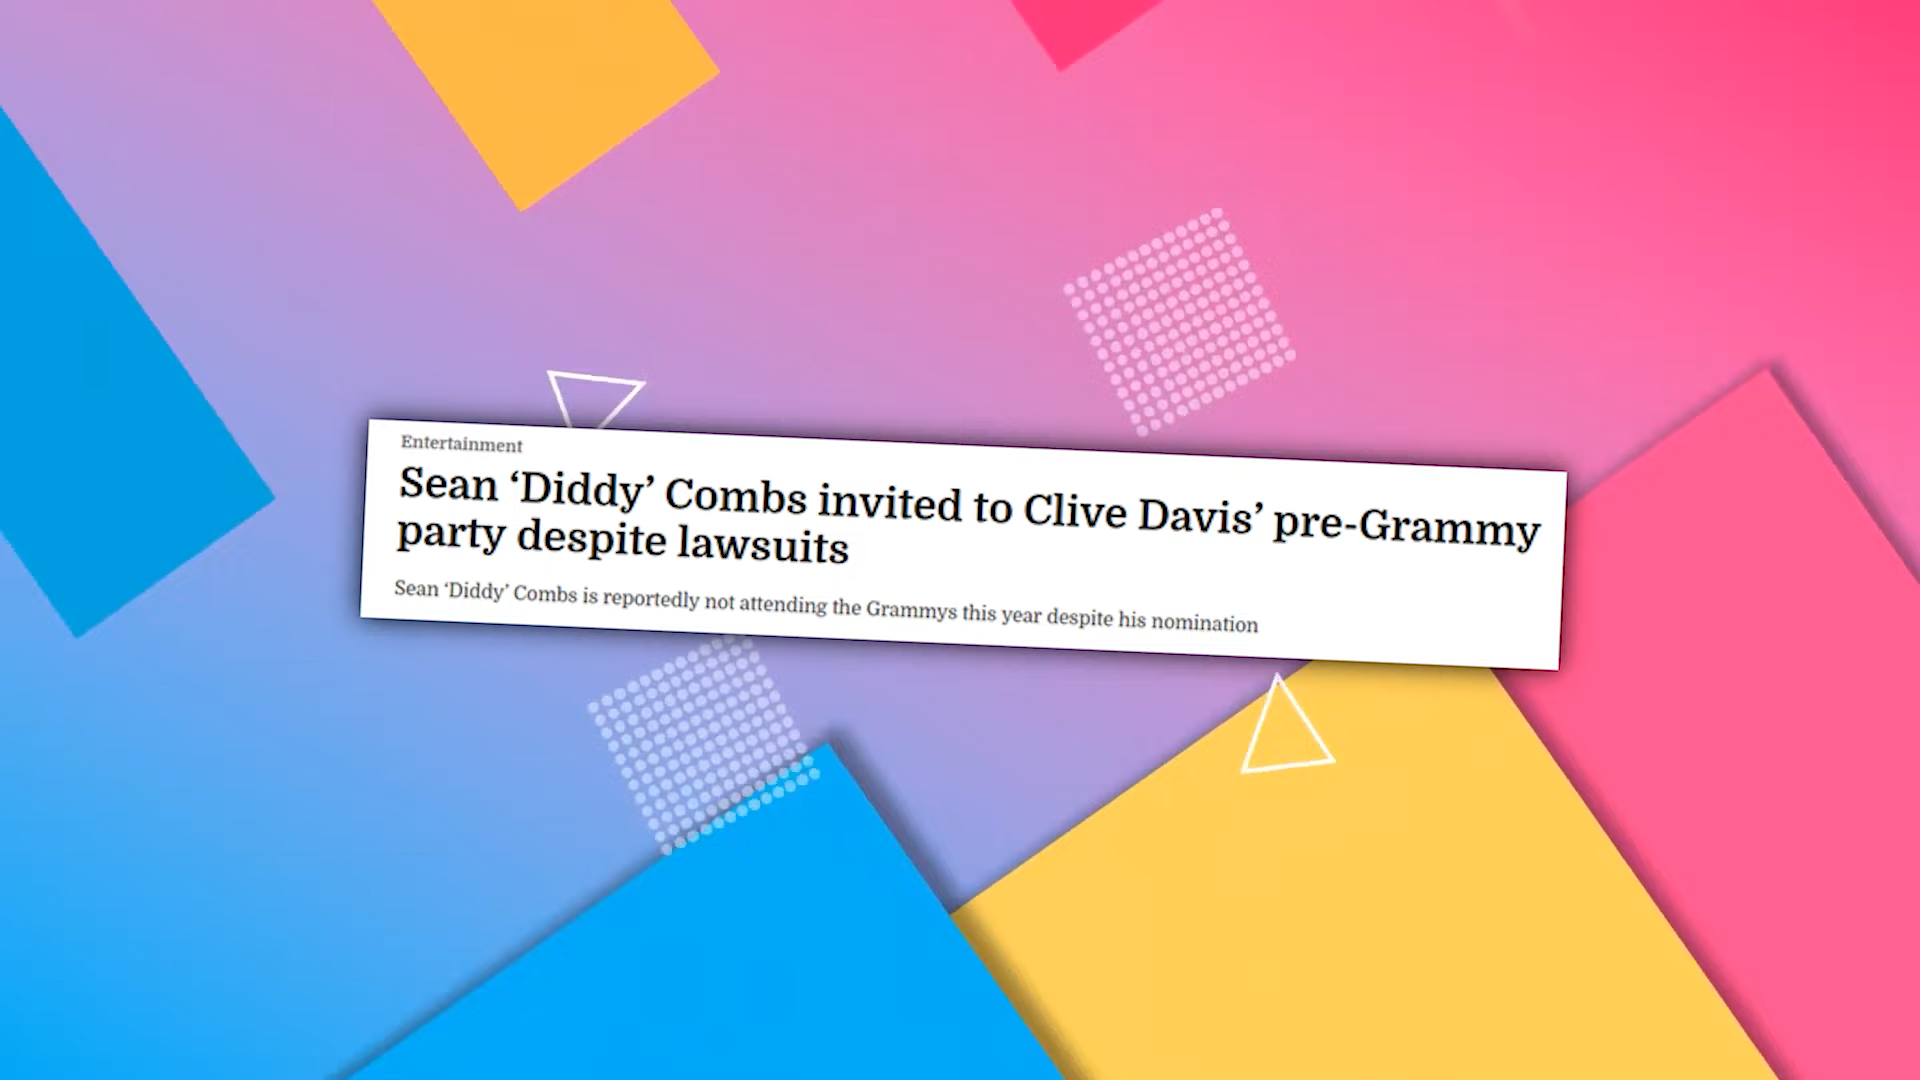 Entertainment
Sean ‘Diddy’ Combs invited to Clive Davis’ pre-Grammy
party despite lawsuits
Sean ‘Diddy’ Combs is reportedly not attending the Grammys this year despite his nomination